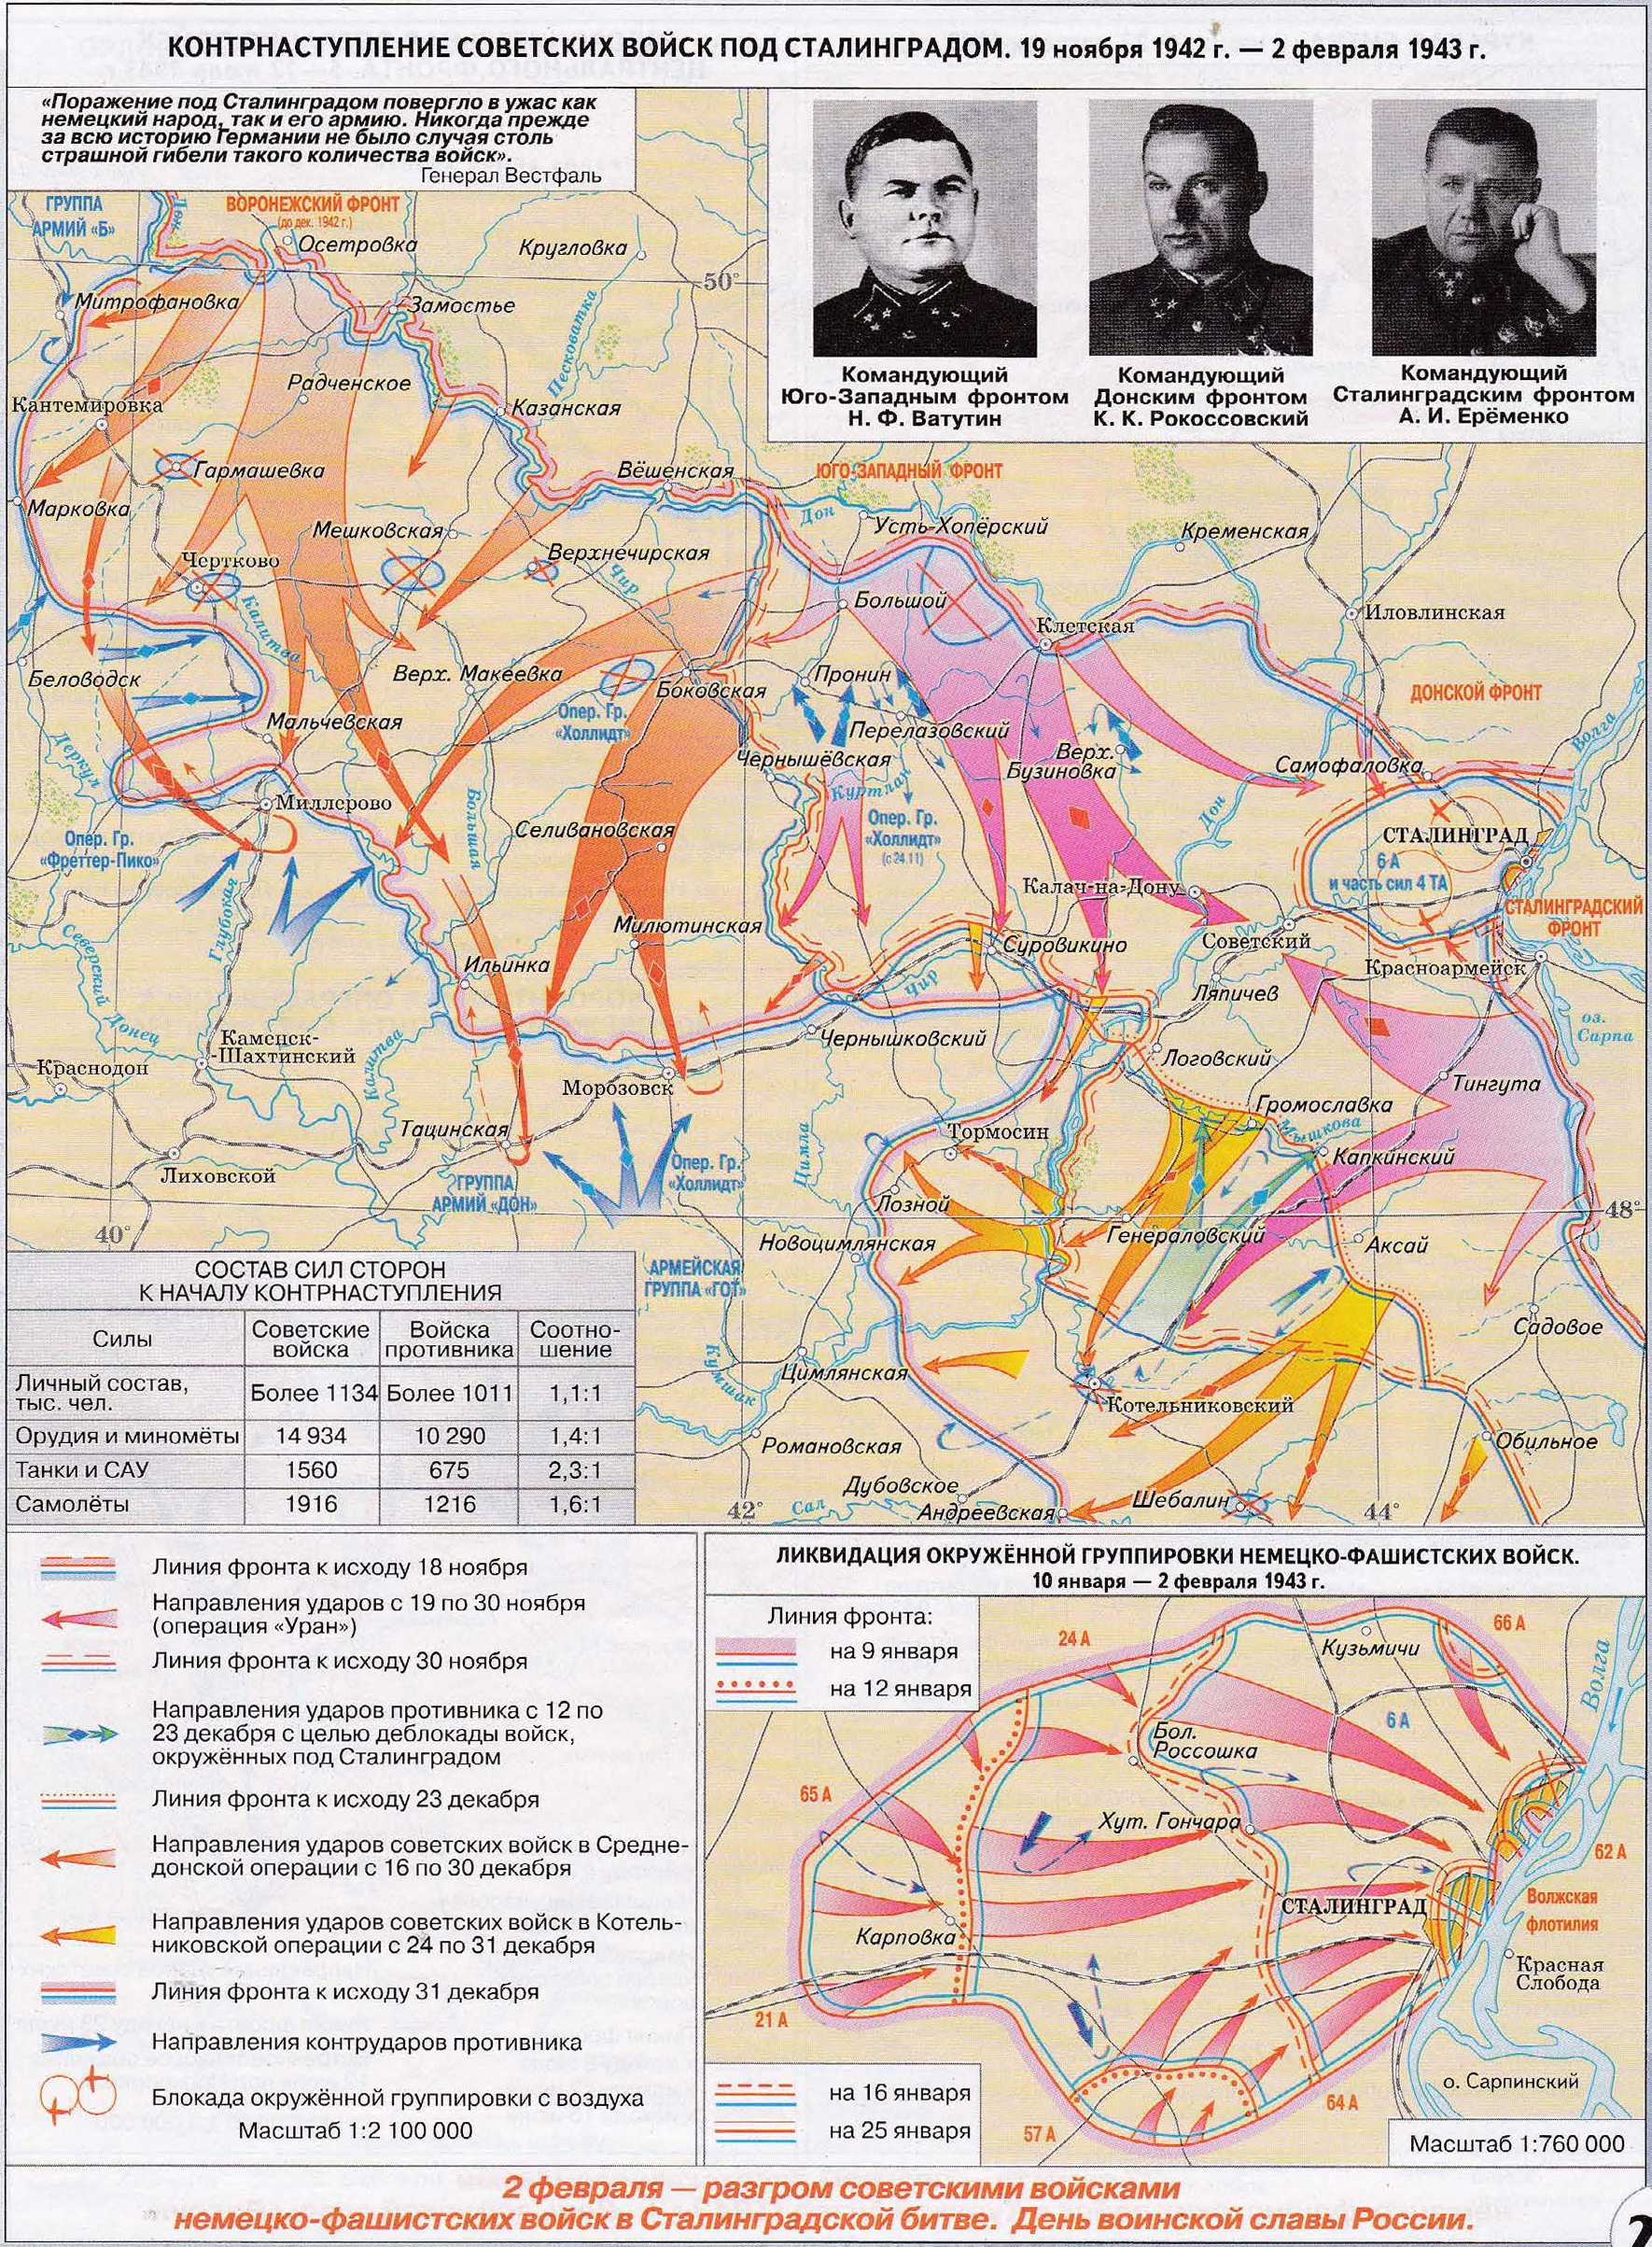 КОНТРНАСТУПЛЕНИЕ СОВЕТСКИХ ВОЙСК ПОД СТАЛИНГРАДОМ. 19 ноября 1942 г. — 2 февраля 1943 г.
«Поражение под Сталинградом повергло в ужас как
немецкий народ, так и его армию. Никогда прежде
за всю историю Германии не было случая столь
страшной гибели такого количества войск».
Генерал Вестфаль
Командующий
Юго-Западным фронтом
Н. Ф. Ватутин
Командующий
Донским фронтом
К. К. Рокоссовский
Командующий
Сталинградским фронтом
А. И. Ерёменко
ГРУППА
АРМИЙ «Б»
Дон
ВОРОНЕЖСКИЙ ФРОНТ
(до дек. 1942 г.)
Осетровка
Кругловка
50°
Митрофановка
Замостье
Песковатка
Радченское
Кантемировка
Казанская
Гармашевка
Вёшенская
ЮГО-ЗАПАДНЫЙ ФРОНТ
Марковка
Дон
Усть-Хопёрский
Кременская
Мешковская
Верхнечирская
Чертково
Чир
Калитва
Большой
Клетская
Иловлинская
Беловодск
Верх. Макеевка
Боковская
Пронин
ДОНСКОЙ ФРОНТ
Опер. Гр.
«Холлидт»
Мальчевская
Перелазовский
Волга
Деркул
Чернышёвская
Верх.
Бузиновка
Самофаловка
Куртлак
Миллерово
Большая
Дон
Опер. Гр.
«Фреттер-Пико»
Селивановская
Опер. Гр.
«Холлидт»
(с 24.11)
СТАЛИНГРАД
6 А
и часть сил 4 ТА
Калач-на-Дону
СТАЛИНГРАДСКИЙ
ФРОНТ
Глубокая
Милютинская
Суровикино
Советский
Северский Донец
Ильинка
Красноармейск
Чир
Ляпичев
оз.
Сарпа
Каменск-
-Шахтинский
Чернышковский
Логовский
Краснодон
Калитва
Морозовск
Тингута
Громославка
Тацинская
Тормосин
Мышкова
Капкинский
Лиховской
Цимла
Опер. Гр.
«Холлидт»
ГРУППА
АРМИЙ «ДОН»
Лозной
48°
40°
Новоцимлянская
Генераловский
Аксай
АРМЕЙСКАЯ
ГРУППА «ГОТ»
Садовое
Кумшак
Цимлянская
Котельниковский
Романовская
Обильное
Дубовское
42°
Сал
Андреевская
Шебалин
44°
СОСТАВ СИЛ СТОРОН
К НАЧАЛУ КОНТРНАСТУПЛЕНИЯ
Силы Советские войска Войска противника Соотно-шение
Личный состав, тыс. чел. Более 1134 Более 1011 1,1:1
Орудия и миномёты 14 934 10 290 1,4:1
Танки и САУ 1560 675 2,3:1
Самолёты 1916 1216 1,6:1
Линия фронта к исходу 18 ноября
Направления ударов с 19 по 30 ноября
(операция «Уран»)
Линия фронта к исходу 30 ноября
Направления ударов противника с 12 по
23 декабря с целью деблокады войск,
окружённых под Сталинградом
Линия фронта к исходу 23 декабря
Направления ударов советских войск в Средне-
донской операции с 16 по 30 декабря
Направления ударов советских войск в Котель-
никовской операции с 24 по 31 декабря
Линия фронта к исходу 31 декабря
Направления контрударов противника
Блокада окружённой группировки с воздуха
Масштаб 1:2 100 000
ЛИКВИДАЦИЯ ОКРУЖЁННОЙ ГРУППИРОВКИ НЕМЕЦКО-ФАШИСТСКИХ ВОЙСК.
10 января — 2 февраля 1943 г.
Линия фронта:
на 9 января
на 12 января
24 А
66 А
Кузьмичи
Волга
6 А
Бол.
Россошка
65 А
Хут. Гончара
62 А
СТАЛИНГРАД
Волжская
флотилия
Карповка
Красная
Слобода
21 А
о. Сарпинский
64 А
57 А
на 16 января
на 25 января
Масштаб 1:760 000
2 февраля — разгром советскими войсками
немецко-фашистских войск в Сталинградской битве. День воинской славы России.
2